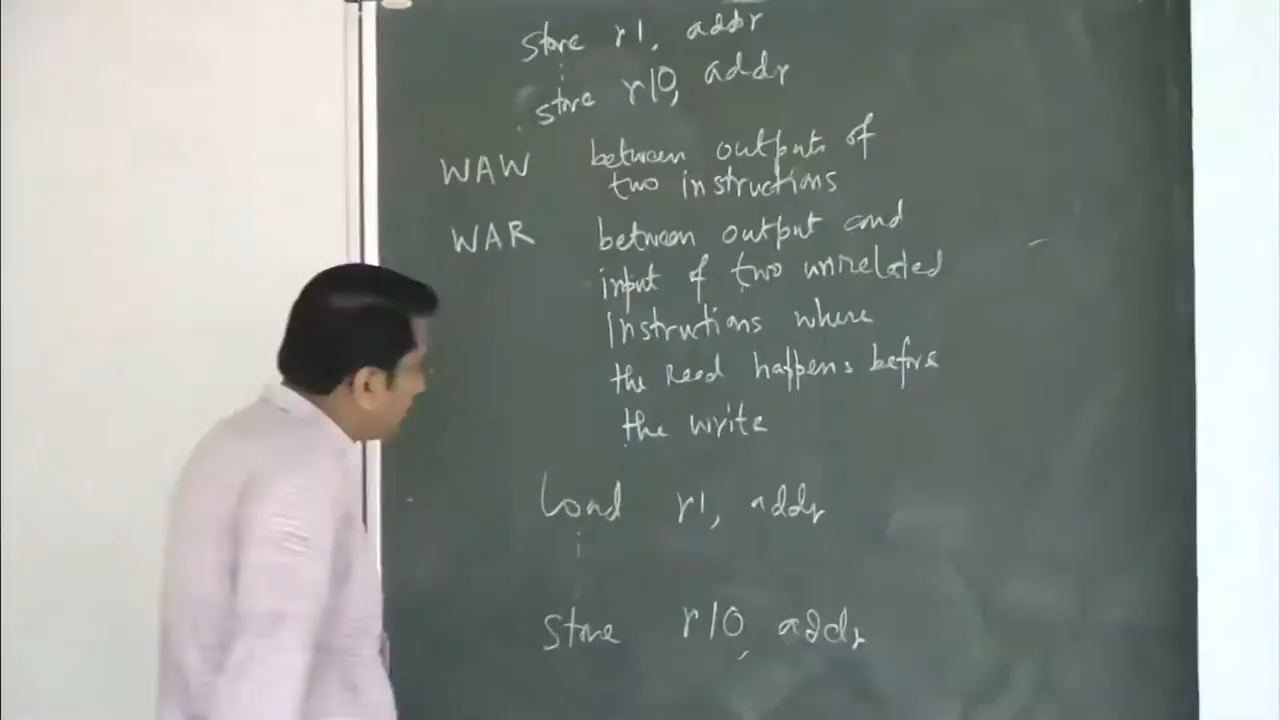 store r1, addr
store r10, addr
WAW between outputs of
two instructions
WAR between output and
input of two unrelated
instructions where
the read happens before
the write
load r1, addr
store r10, addr